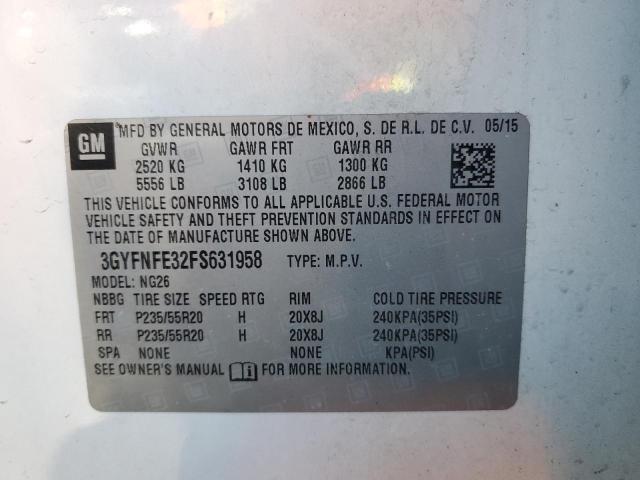 GM MFD BY GENERAL MOTORS DE MEXICO, S. DE R.L. DE C.V. 05/15
GVWR GAWR FRT GAWR RR
2520 KG 1410 KG 1300 KG
5556 LB 3108 LB 2866 LB
THIS VEHICLE CONFORMS TO ALL APPLICABLE U.S. FEDERAL MOTOR
VEHICLE SAFETY AND THEFT PREVENTION STANDARDS IN EFFECT ON
THE DATE OF MANUFACTURE SHOWN ABOVE.
3GYFNFE32FS631958 TYPE: M.P.V.
MODEL: NG26
NBBG TIRE SIZE SPEED RTG RIM COLD TIRE PRESSURE
FRT P235/55R20 H 20X8J 240KPA(35PSI)
RR P235/55R20 H 20X8J 240KPA(35PSI)
SPA NONE NONE KPA(PSI)
SEE OWNER'S MANUAL FOR MORE INFORMATION.